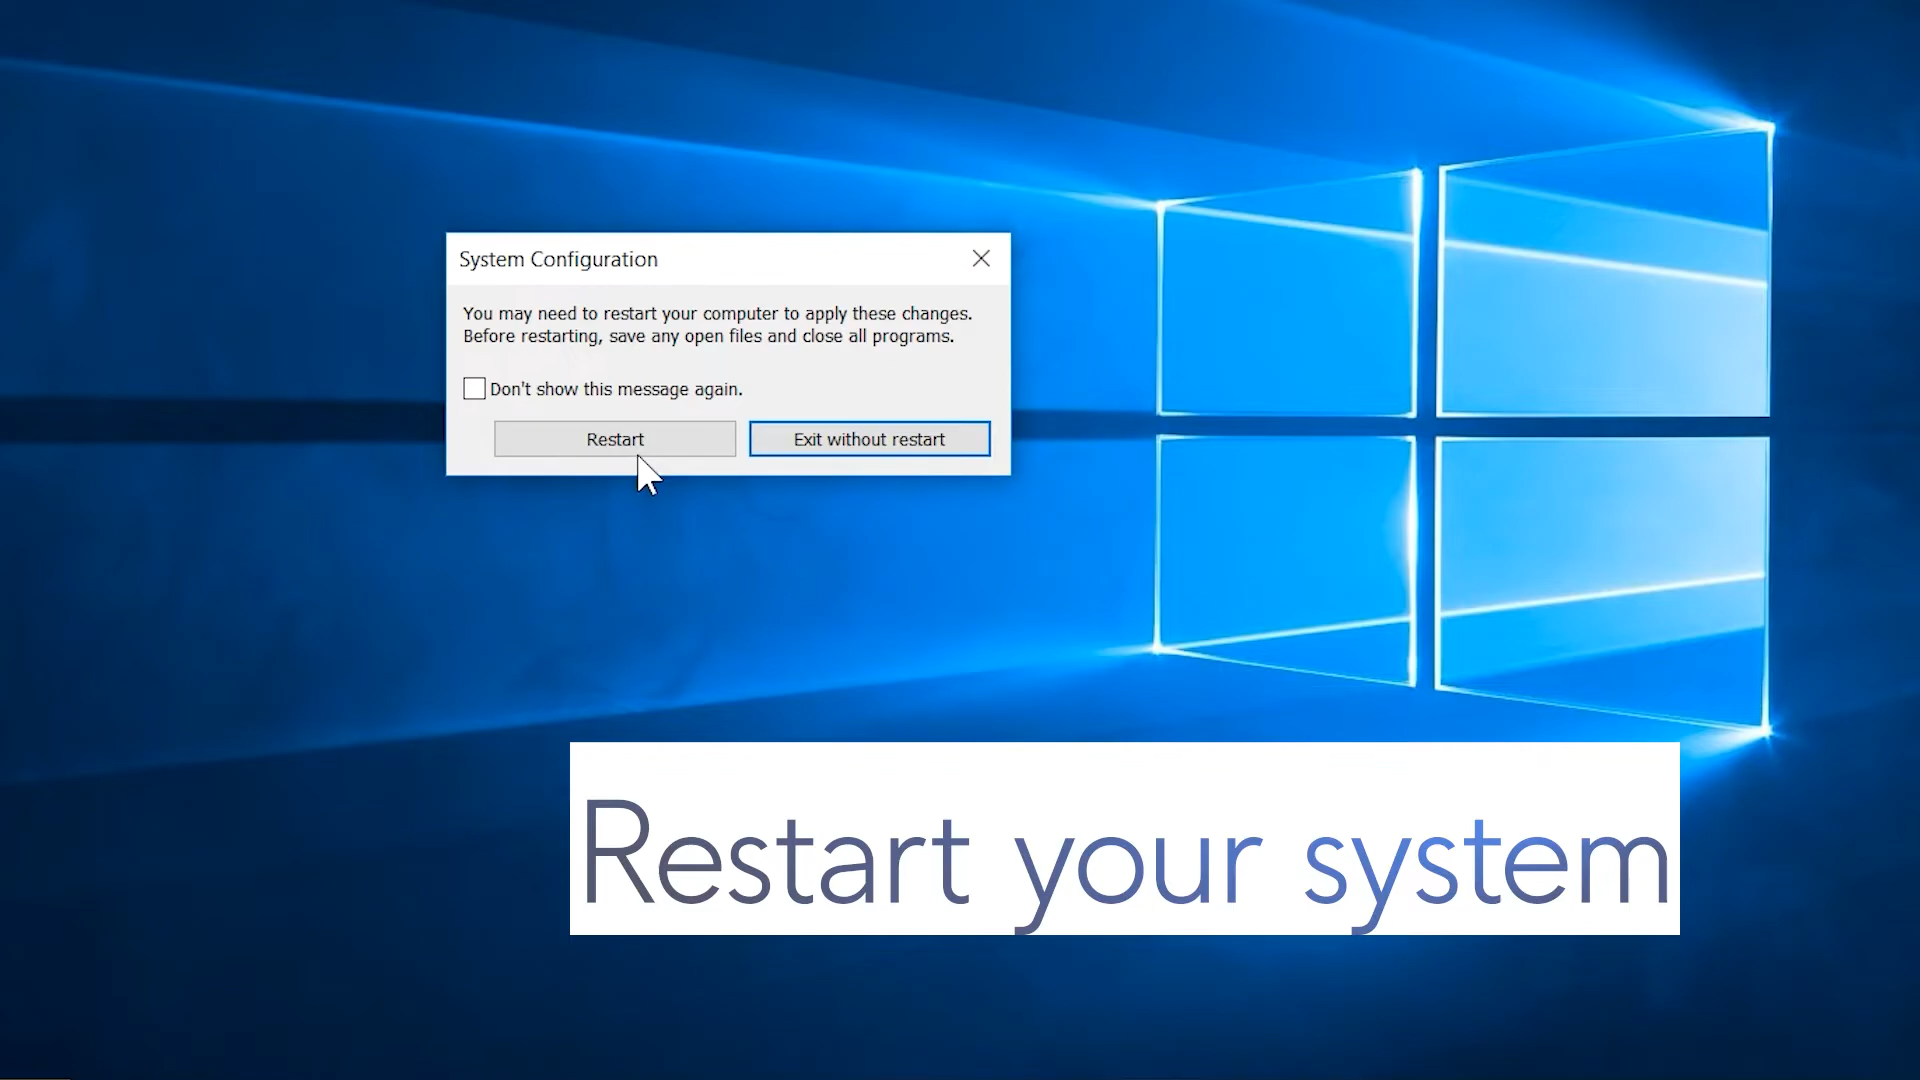 System Configuration
You may need to restart your computer to apply these changes.
Before restarting, save any open files and close all programs.
Don't show this message again.
Restart
Exit without restart
Restart your system